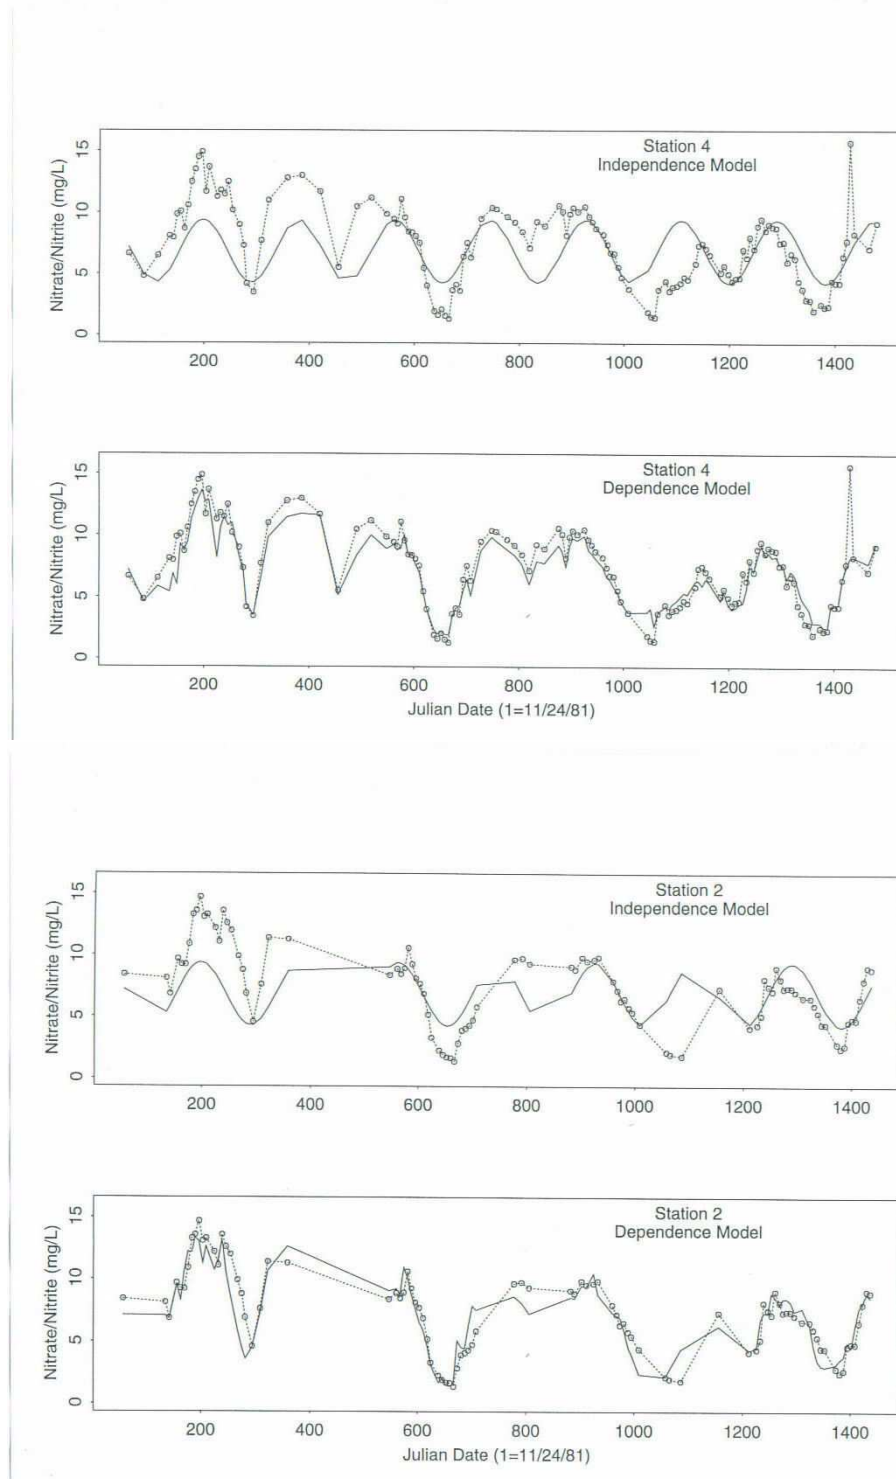 Station 4
Independence Model
Nitrate/Nitrite (mg/L)
15
10
5
0
200 400 600 800 1000 1200 1400
Station 4
Dependence Model
Nitrate/Nitrite (mg/L)
15
10
5
0
200 400 600 800 1000 1200 1400
Julian Date (1=11/24/81)
Station 2
Independence Model
Nitrate/Nitrite (mg/L)
15
10
5
0
200 400 600 800 1000 1200 1400
Station 2
Dependence Model
Nitrate/Nitrite (mg/L)
15
10
5
0
200 400 600 800 1000 1200 1400
Julian Date (1=11/24/81)